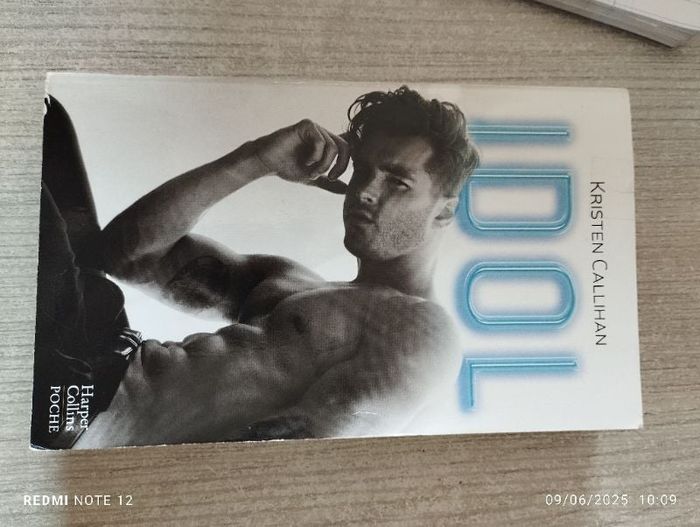 KRISTEN CALLIHAN
IDOL
Harper
Collins
POCHE
REDMI NOTE 12
09/06/2025 10:09